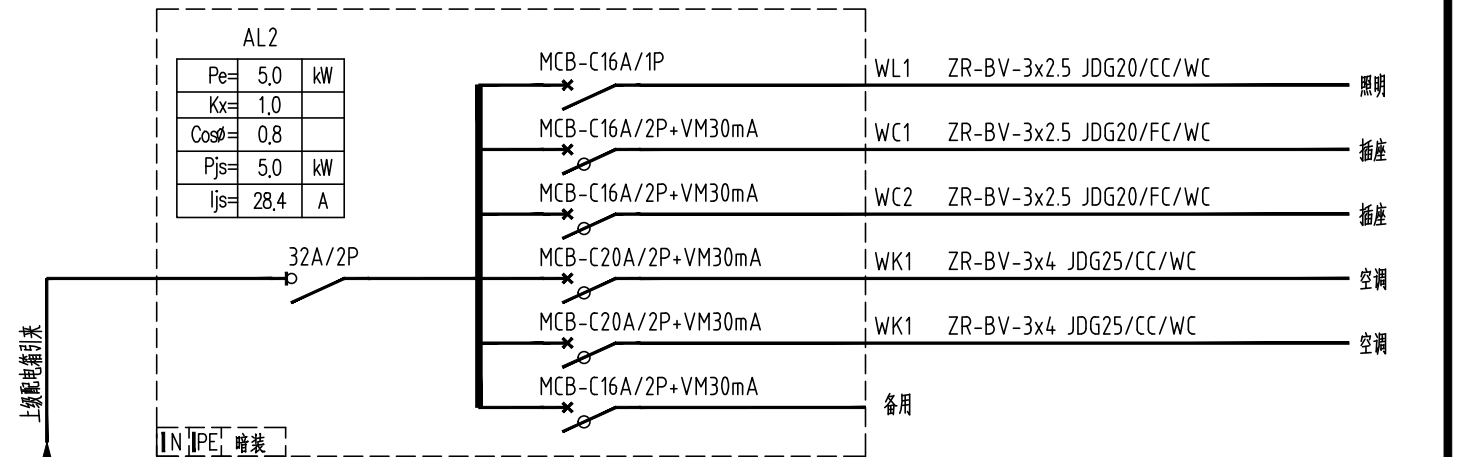 AL2
Pe= 5.0 kW
Kx= 1.0
Cosø= 0.8
Pjs= 5.0 kW
Ijs= 28.4 A
32A/2P
上级配电箱引来
MCB-C16A/1P WL1 ZR-BV-3x2.5 JDG20/CC/WC 照明
MCB-C16A/2P+VM30mA WC1 ZR-BV-3x2.5 JDG20/FC/WC 插座
MCB-C16A/2P+VM30mA WC2 ZR-BV-3x2.5 JDG20/FC/WC 插座
MCB-C20A/2P+VM30mA WK1 ZR-BV-3x4 JDG25/CC/WC 空调
MCB-C20A/2P+VM30mA WK1 ZR-BV-3x4 JDG25/CC/WC 空调
MCB-C16A/2P+VM30mA 备用
N PE 暗装